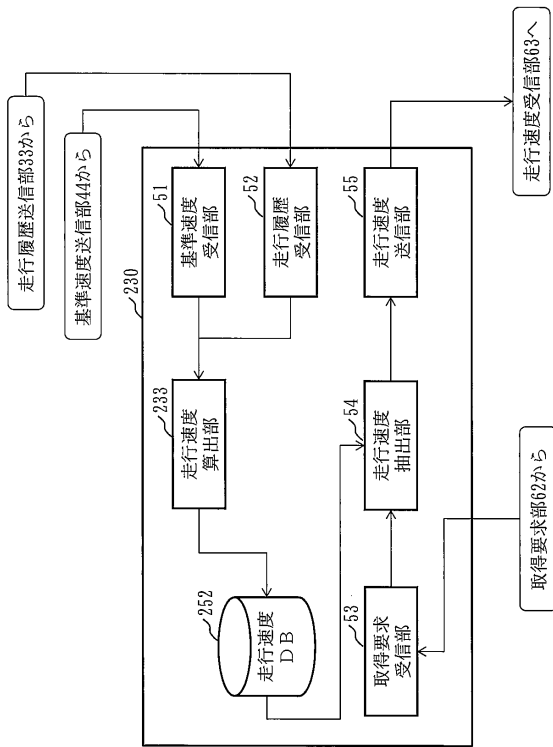 走行履歴送信部33から
基準速度送信部44から
230
51
基準速度
受信部
52
走行履歴
受信部
233
走行速度
算出部
252
走行速度
DB
53
取得要求
受信部
54
走行速度
抽出部
55
走行速度
送信部
取得要求部62から
走行速度受信部63へ